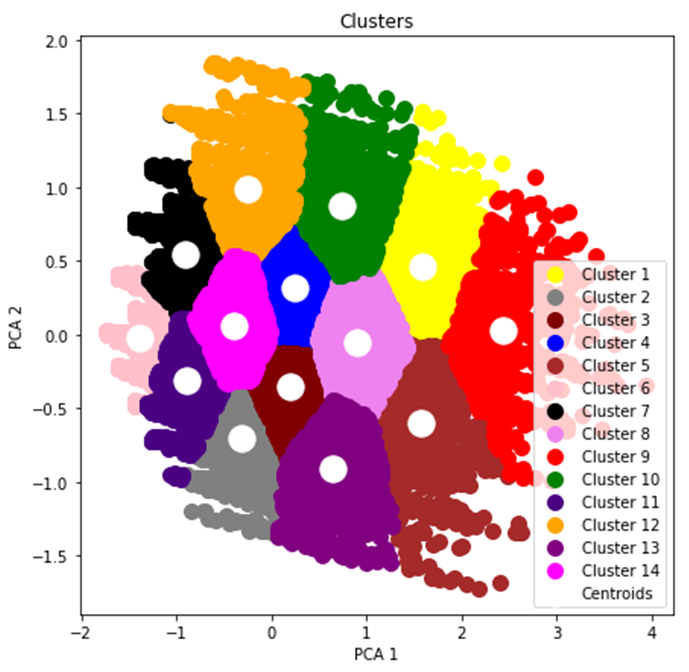 Clusters
2.0
1.5
1.0
0.5
0.0
−0.5
−1.0
−1.5
PCA 2
Cluster 1
Cluster 2
Cluster 3
Cluster 4
Cluster 5
Cluster 6
Cluster 7
Cluster 8
Cluster 9
Cluster 10
Cluster 11
Cluster 12
Cluster 13
Cluster 14
Centroids
−2 −1 0 1 2 3 4
PCA 1